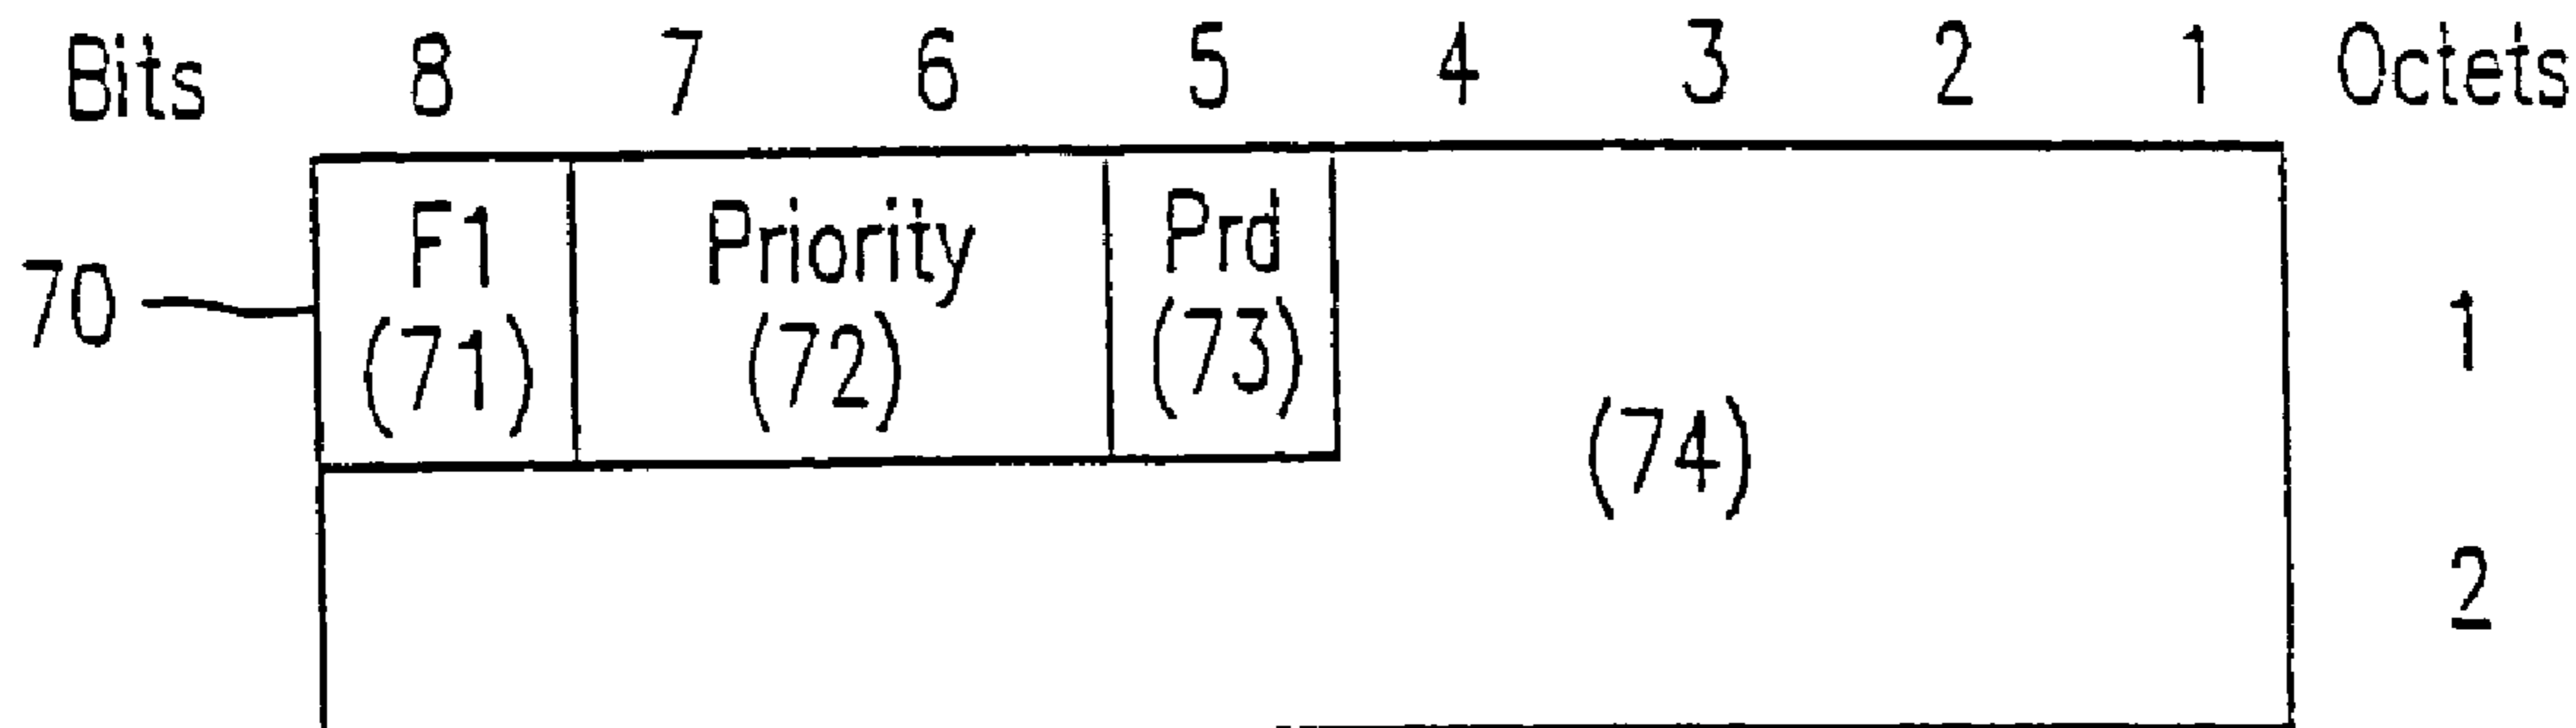 Bits 8 7 6 5 4 3 2 1 Octets
F1 Priority Prd
70 (71) (72) (73) 1
(74)
2